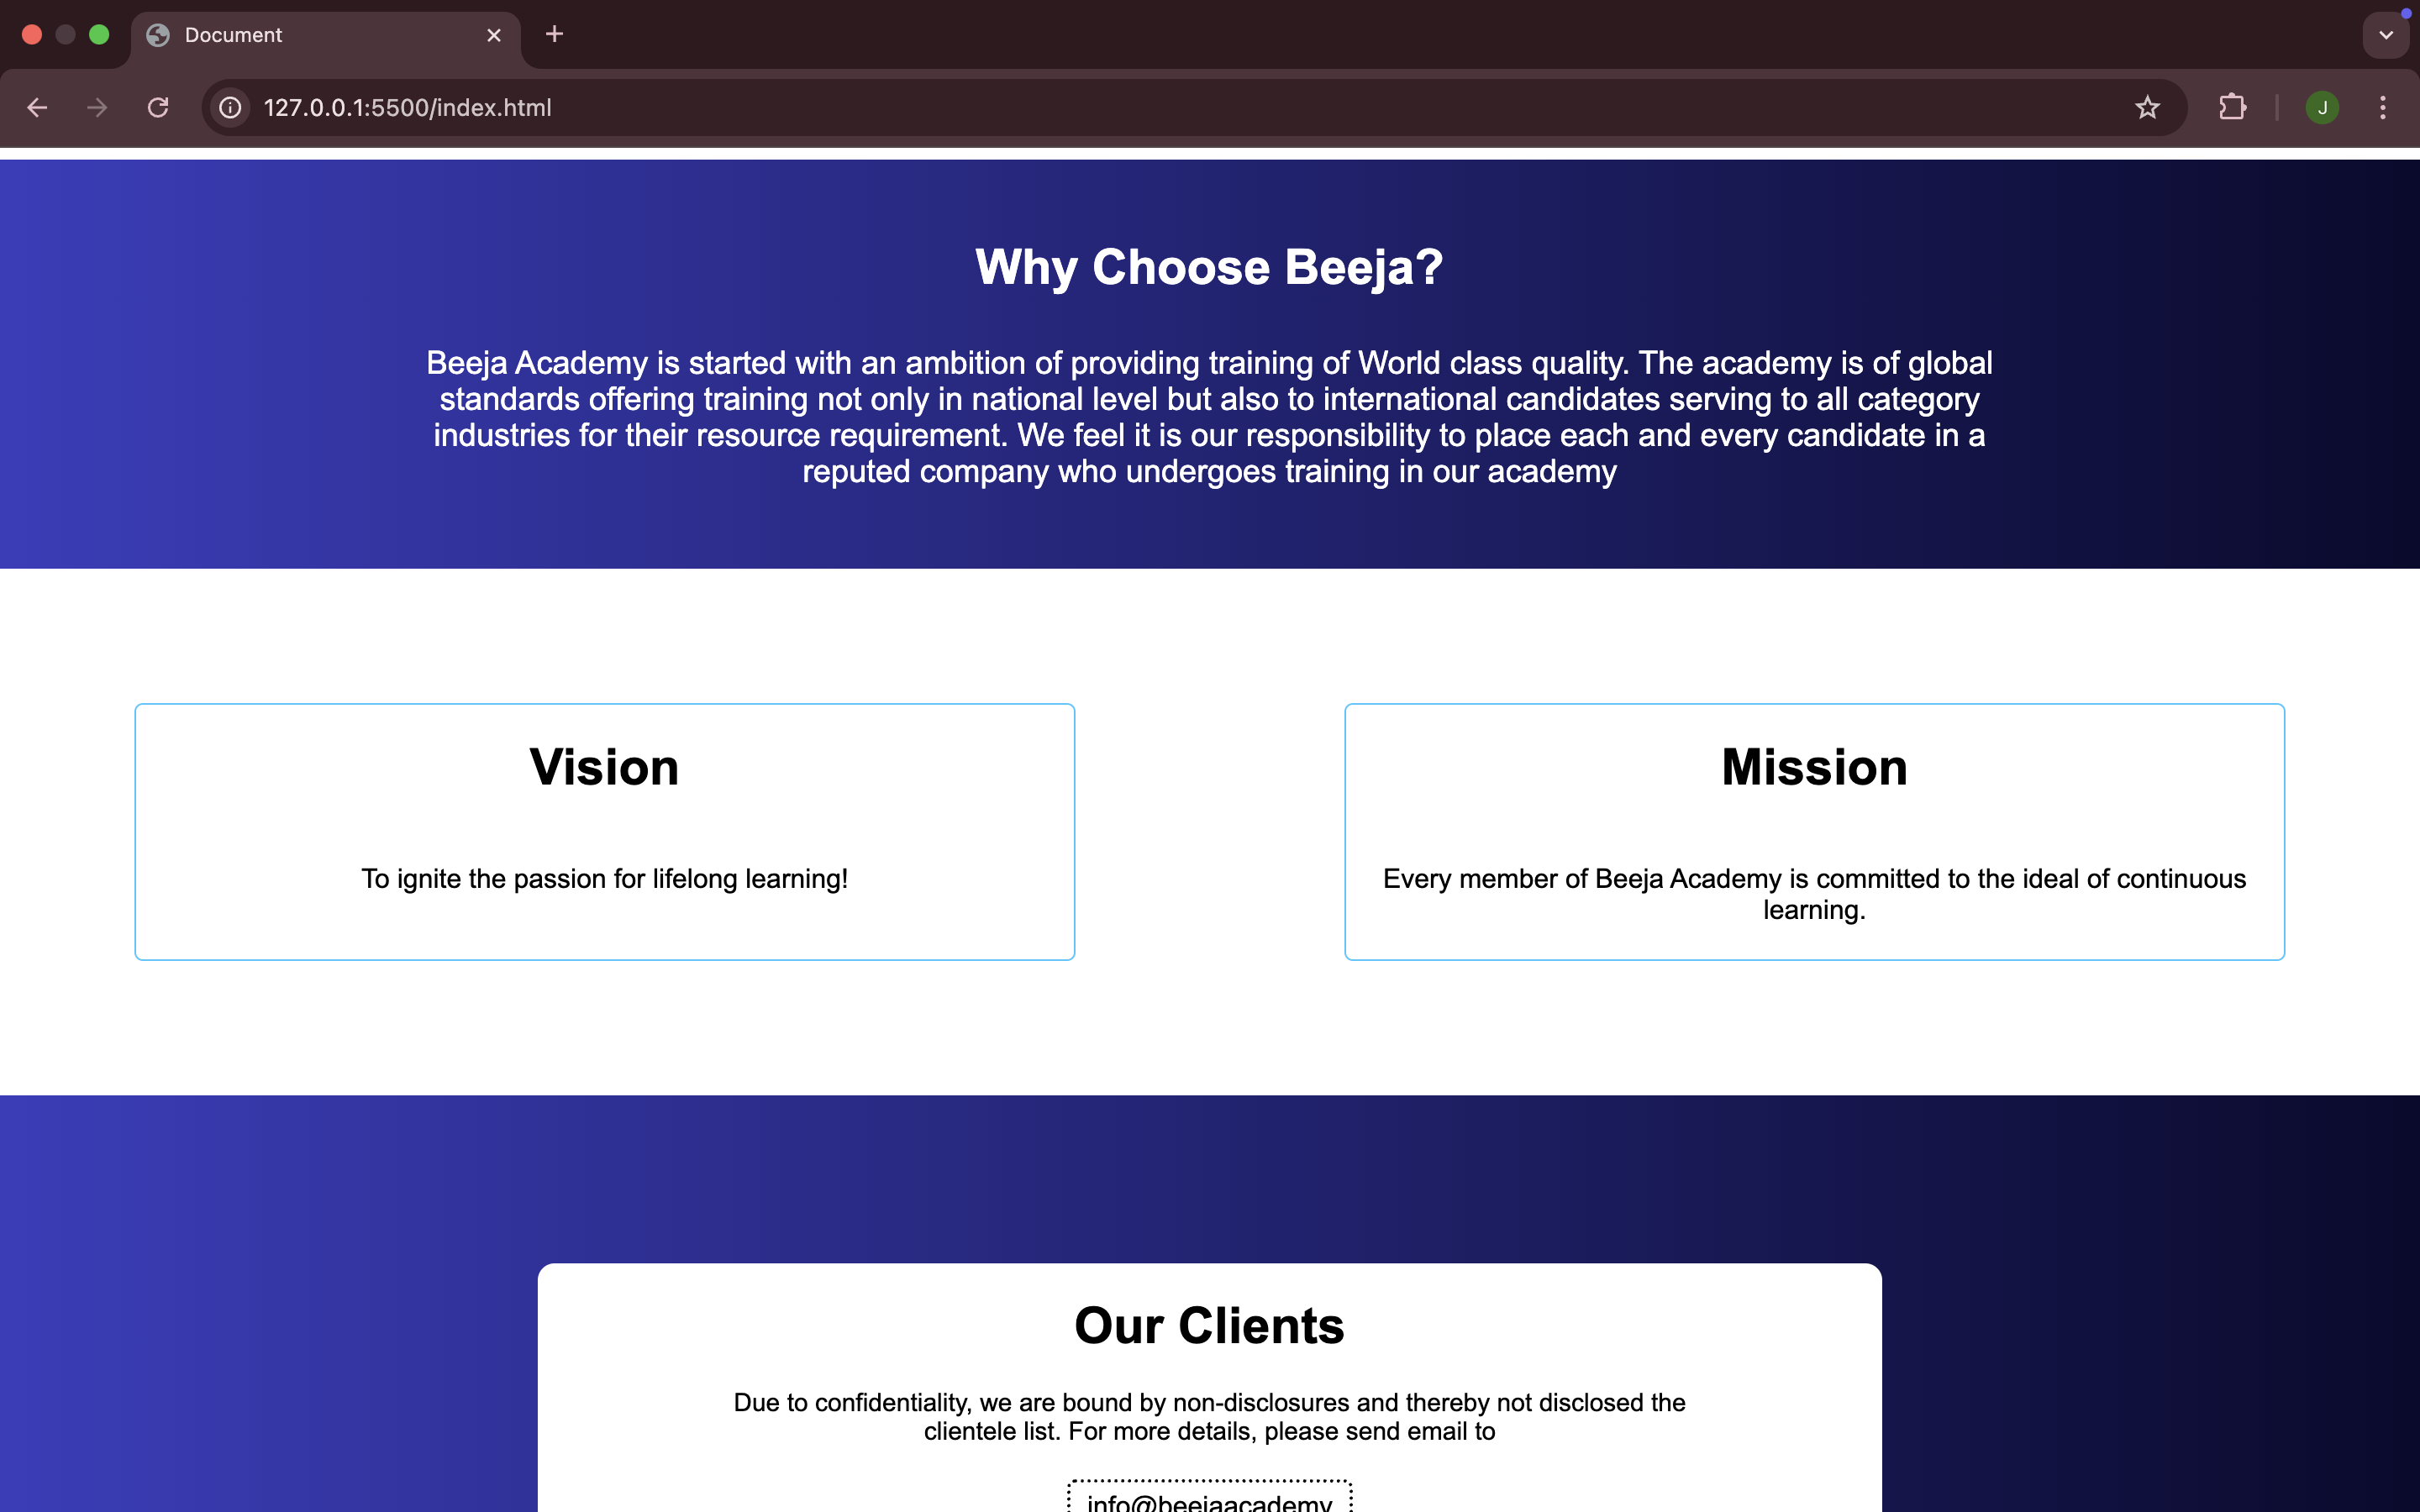 Document
127.0.0.1:5500/index.html
J
Why Choose Beeja?
Beeja Academy is started with an ambition of providing training of World class quality. The academy is of global
standards offering training not only in national level but also to international candidates serving to all category
industries for their resource requirement. We feel it is our responsibility to place each and every candidate in a
reputed company who undergoes training in our academy
Vision
To ignite the passion for lifelong learning!
Mission
Every member of Beeja Academy is committed to the ideal of continuous
learning.
Our Clients
Due to confidentiality, we are bound by non-disclosures and thereby not disclosed the
clientele list. For more details, please send email to
info@beejaacademy